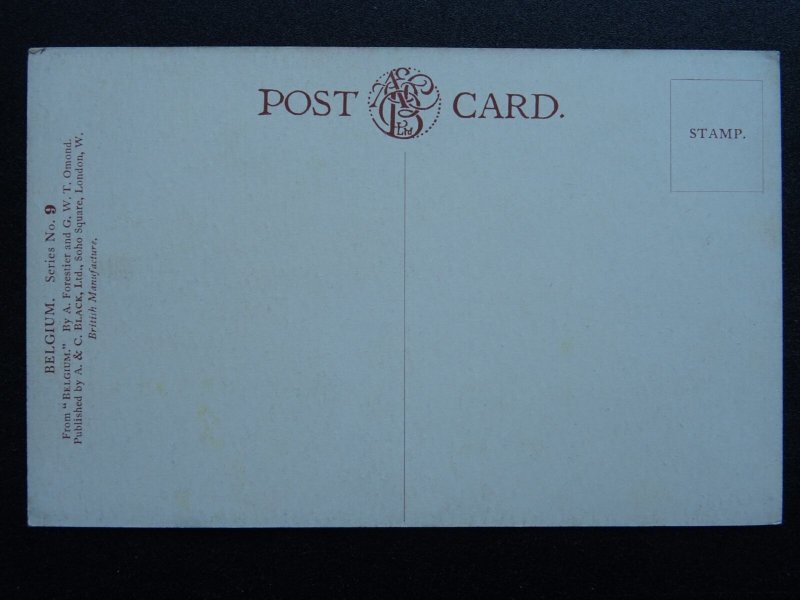 POST CARD.
Ltd
STAMP.
BELGIUM. Series No. 9
From "BELGIUM." By A. Forestier and G. W. T. Omond.
Published by A. & C. BLACK, Ltd., Soho Square, London, W.
British Manufacture.